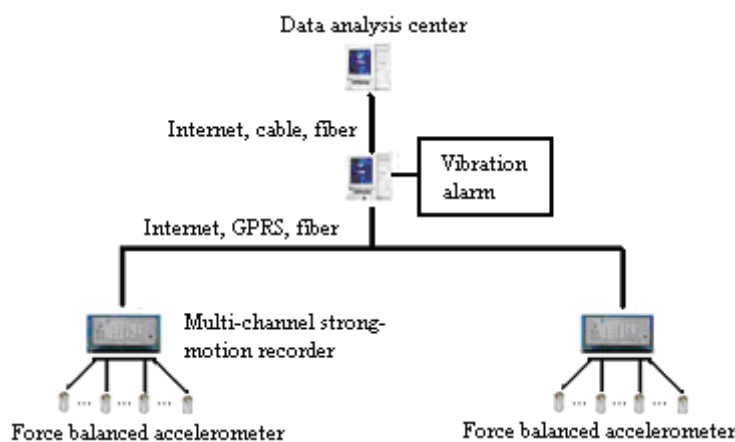 Data analysis center
Internet, cable, fiber
Vibration
alarm
Internet, GPRS, fiber
Multi-channel strong-
motion recorder
... ... ...
... ... ...
Force balanced accelerometer
Force balanced accelerometer